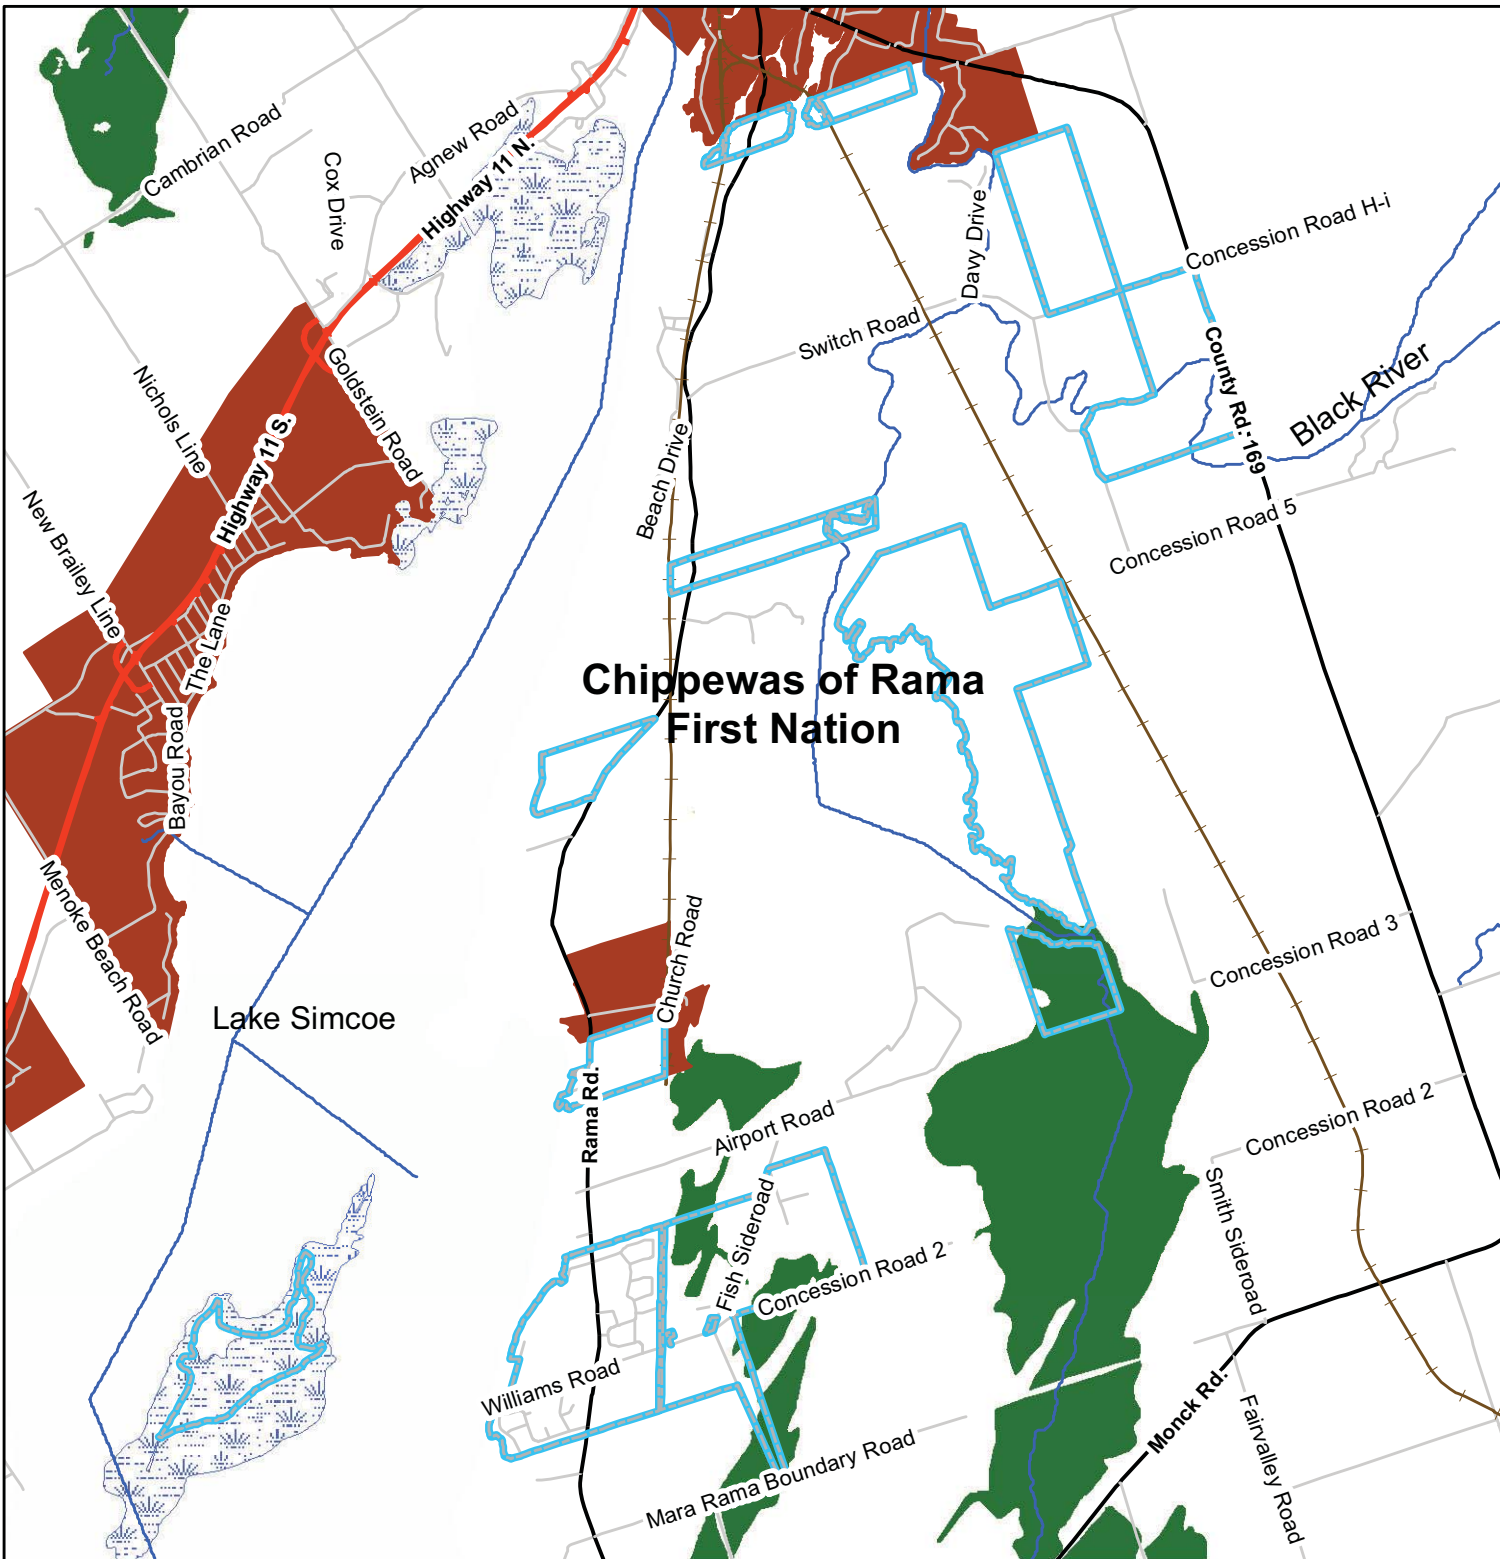 Cambrian Road
Cox Drive
Agnew Road
Highway 11 N.
Davy Drive
Concession Road H-i
Switch Road
County Rd. 169
Black River
Goldstein Road
Nichols Line
Highway 11 S.
Beach Drive
New Brailey Line
Concession Road 5
The Lane
Chippewas of Rama
First Nation
Bayou Road
Menoke Beach Road
Church Road
Concession Road 3
Lake Simcoe
Rama Rd.
Airport Road
Concession Road 2
Smith Sideroad
Fish Sideroad
Concession Road 2
Williams Road
Monck Rd.
Fairvalley Road
Mara Rama Boundary Road